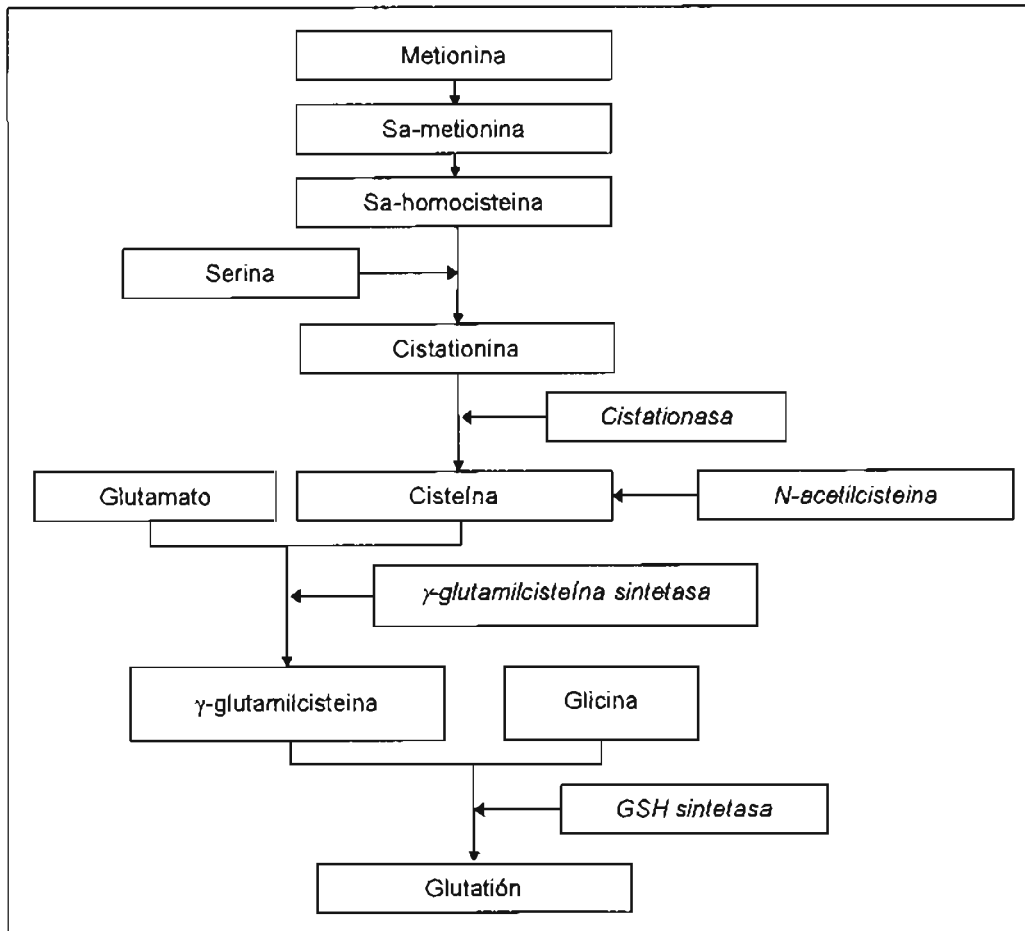 Metionina
Sa-metionina
Sa-homocisteina
Serina
Cistationina
Cistationasa
Glutamato
Cisteína
N-acetilcisteina
γ-glutamilcisteína sintetasa
γ-glutamilcisteina
Glicina
GSH sintetasa
Glutatión